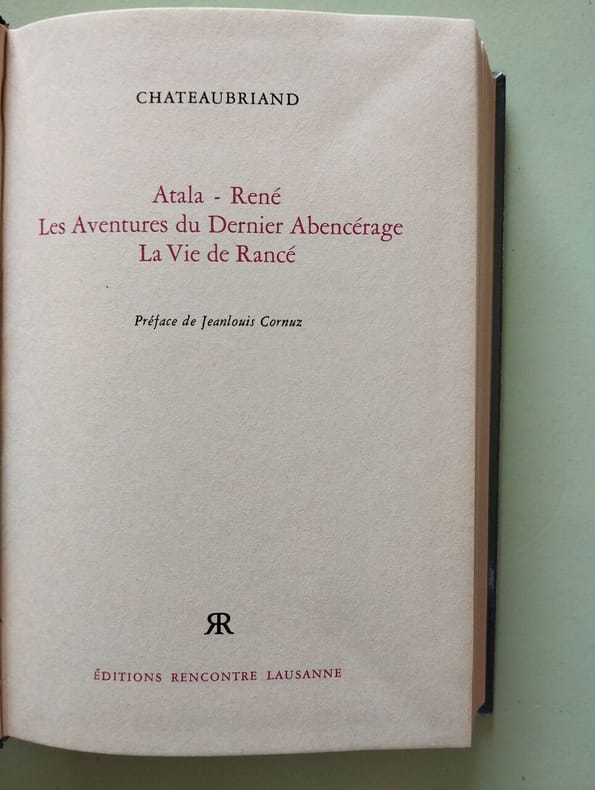 CHATEAUBRIAND
Atala - René
Les Aventures du Dernier Abencérage
La Vie de Rancé
Préface de Jeanlouis Cornuz
RR
ÉDITIONS RENCONTRE LAUSANNE